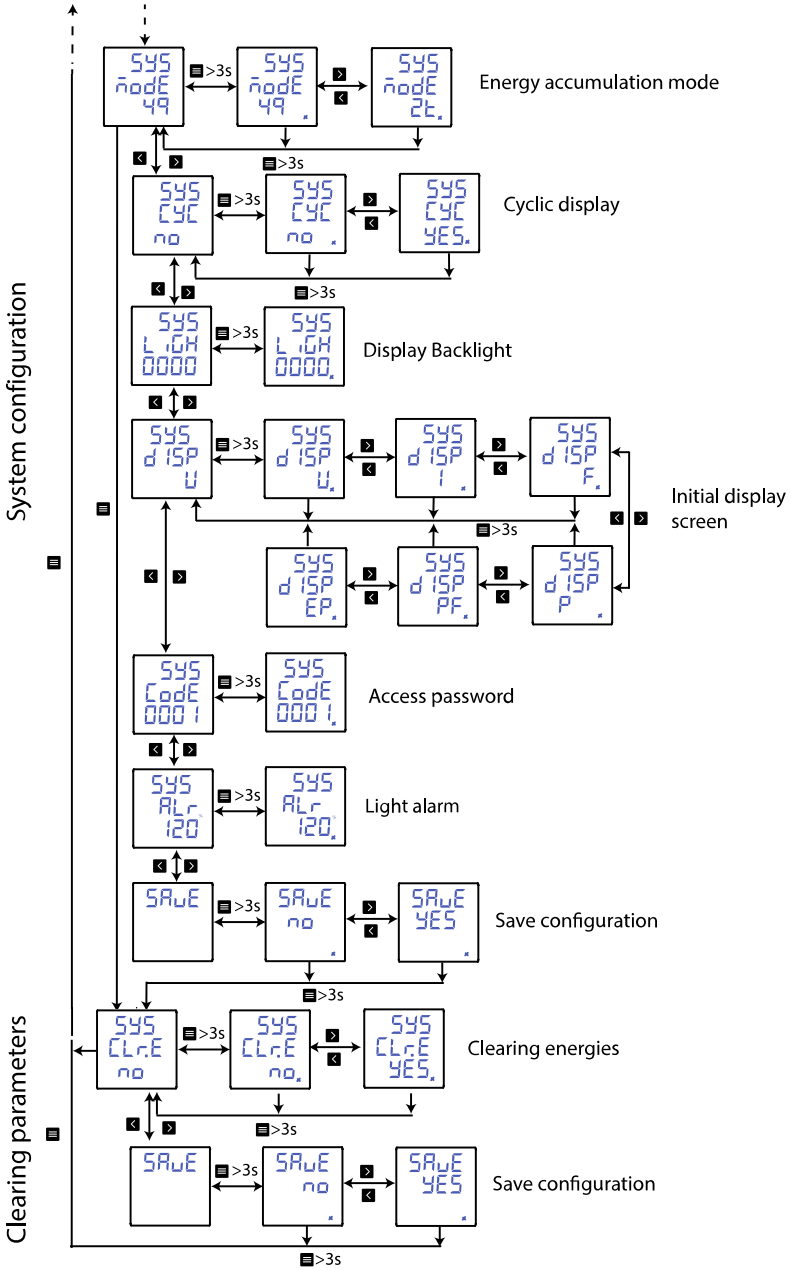 SYS
modE
49
>3s
SYS
modE
49
SYS
modE
2t
Energy accumulation mode
>3s
SYS
CYC
no
>3s
SYS
CYC
no
SYS
CYC
YES
Cyclic display
>3s
SYS
LiGH
0000
>3s
SYS
LiGH
0000
Display Backlight
SYS
dISP
U
>3s
SYS
dISP
U
SYS
dISP
I
SYS
dISP
F
Initial display
screen
>3s
SYS
dISP
EP
SYS
dISP
PF
SYS
dISP
P
SYS
CodE
0001
>3s
SYS
CodE
0001
Access password
SYS
ALr
120
>3s
SYS
ALr
120
Light alarm
SAvE
>3s
SAvE
no
SAvE
YES
Save configuration
>3s
System configuration
SYS
CLr.E
no
>3s
SYS
CLr.E
no
SYS
CLr.E
YES
Clearing energies
>3s
SAvE
>3s
SAvE
no
SAvE
YES
Save configuration
>3s
Clearing parameters